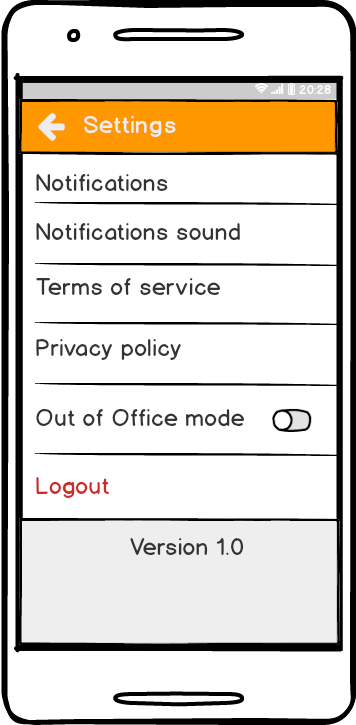 20:28
Settings
Notifications
Notifications sound
Terms of service
Privacy policy
Out of Office mode
Logout
Version 1.0